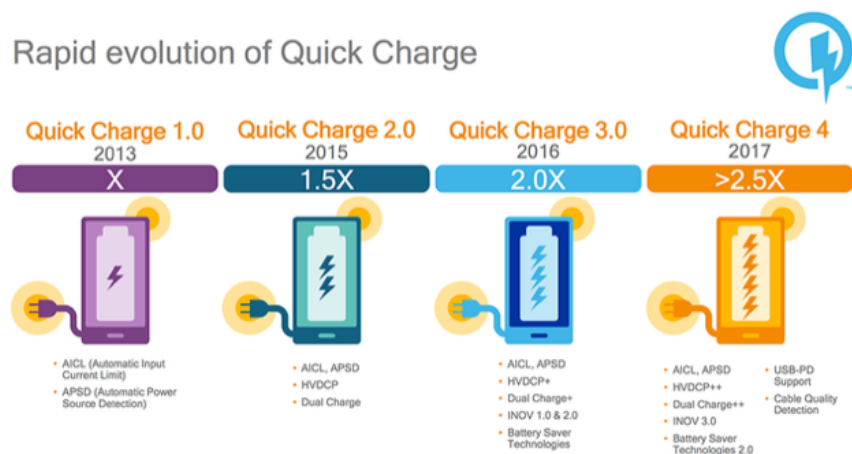 Rapid evolution of Quick Charge
Quick Charge 1.0
2013
X
Quick Charge 2.0
2015
1.5X
Quick Charge 3.0
2016
2.0X
Quick Charge 4
2017
>2.5X
• AICL (Automatic Input
Current Limit)
• APSD (Automatic Power
Source Detection)
• AICL, APSD
• HVDCP
• Dual Charge
• AICL, APSD
• HVDCP+
• Dual Charge+
• INOV 1.0 & 2.0
• Battery Saver
Technologies
• AICL, APSD
• HVDCP++
• Dual Charge++
• INOV 3.0
• Battery Saver
Technologies 2.0
• USB-PD
Support
• Cable Quality
Detection